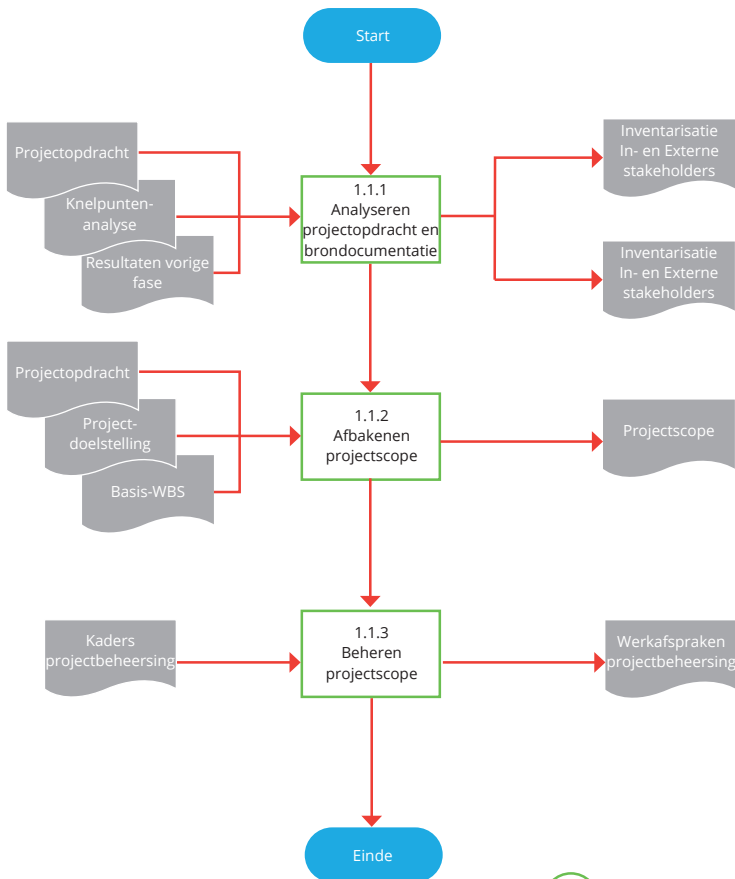 Start
Projectopdracht
Knelpunten-
analyse
Resultaten vorige
fase
1.1.1
Analyseren
projectopdracht en
brondocumentatie
Inventarisatie
In- en Externe
stakeholders
Inventarisatie
In- en Externe
stakeholders
Projectopdracht
Project-
doelstelling
Basis-WBS
1.1.2
Afbakenen
projectscope
Projectscope
Kaders
projectbeheersing
1.1.3
Beheren
projectscope
Werkafspraken
projectbeheersing
Einde